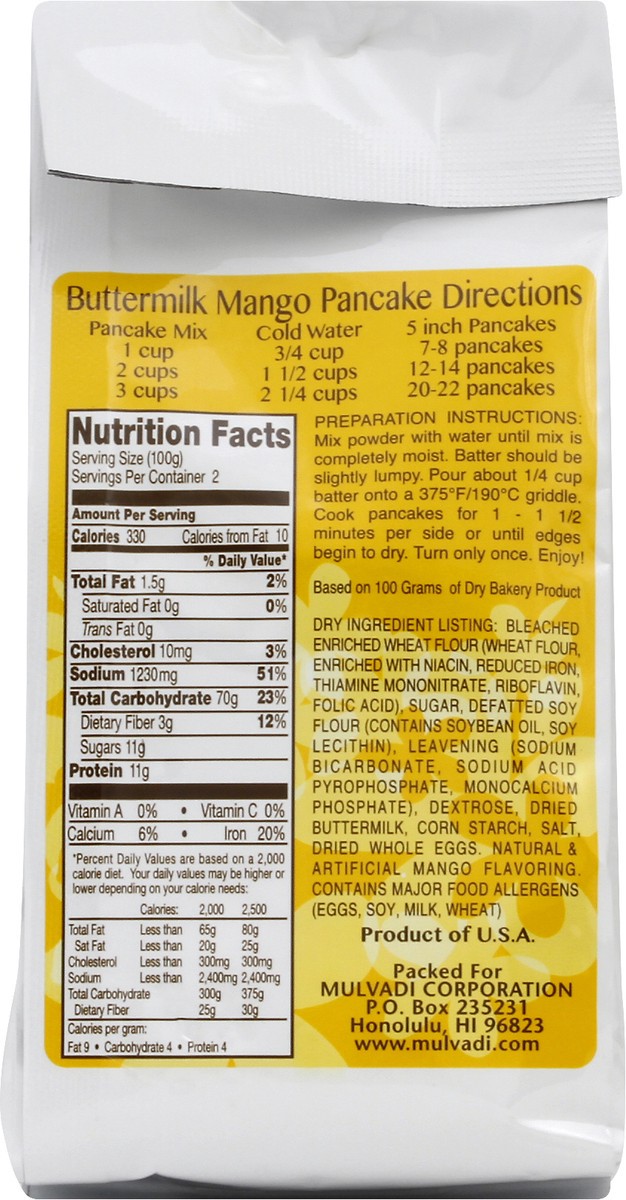 Buttermilk Mango Pancake Directions
Pancake Mix Cold Water 5 inch Pancakes
1 cup 3/4 cup 7-8 pancakes
2 cups 1 1/2 cups 12-14 pancakes
3 cups 2 1/4 cups 20-22 pancakes
Nutrition Facts
Serving Size (100g)
Servings Per Container 2
Amount Per Serving
Calories 330 Calories from Fat 10
% Daily Value*
Total Fat 1.5g 2%
Saturated Fat 0g 0%
Trans Fat 0g
Cholesterol 10mg 3%
Sodium 1230mg 51%
Total Carbohydrate 70g 23%
Dietary Fiber 3g 12%
Sugars 11g
Protein 11g
Vitamin A 0% • Vitamin C 0%
Calcium 6% • Iron 20%
*Percent Daily Values are based on a 2,000
calorie diet. Your daily values may be higher or
lower depending on your calorie needs:
Calories: 2,000 2,500
Total Fat Less than 65g 80g
Sat Fat Less than 20g 25g
Cholesterol Less than 300mg 300mg
Sodium Less than 2,400mg 2,400mg
Total Carbohydrate 300g 375g
Dietary Fiber 25g 30g
Calories per gram:
Fat 9 • Carbohydrate 4 • Protein 4
PREPARATION INSTRUCTIONS:
Mix powder with water until mix is
completely moist. Batter should be
slightly lumpy. Pour about 1/4 cup
batter onto a 375°F/190°C griddle.
Cook pancakes for 1 - 1 1/2
minutes per side or until edges
begin to dry. Turn only once. Enjoy!
Based on 100 Grams of Dry Bakery Product
DRY INGREDIENT LISTING: BLEACHED
ENRICHED WHEAT FLOUR (WHEAT FLOUR,
ENRICHED WITH NIACIN, REDUCED IRON,
THIAMINE MONONITRATE, RIBOFLAVIN,
FOLIC ACID), SUGAR, DEFATTED SOY
FLOUR (CONTAINS SOYBEAN OIL, SOY
LECITHIN), LEAVENING (SODIUM
BICARBONATE, SODIUM ACID
PYROPHOSPHATE, MONOCALCIUM
PHOSPHATE), DEXTROSE, DRIED
BUTTERMILK, CORN STARCH, SALT,
DRIED WHOLE EGGS. NATURAL &
ARTIFICIAL MANGO FLAVORING.
CONTAINS MAJOR FOOD ALLERGENS
(EGGS, SOY, MILK, WHEAT)
Product of U.S.A.
Packed For
MULVADI CORPORATION
P.O. Box 235231
Honolulu, HI 96823
www.mulvadi.com